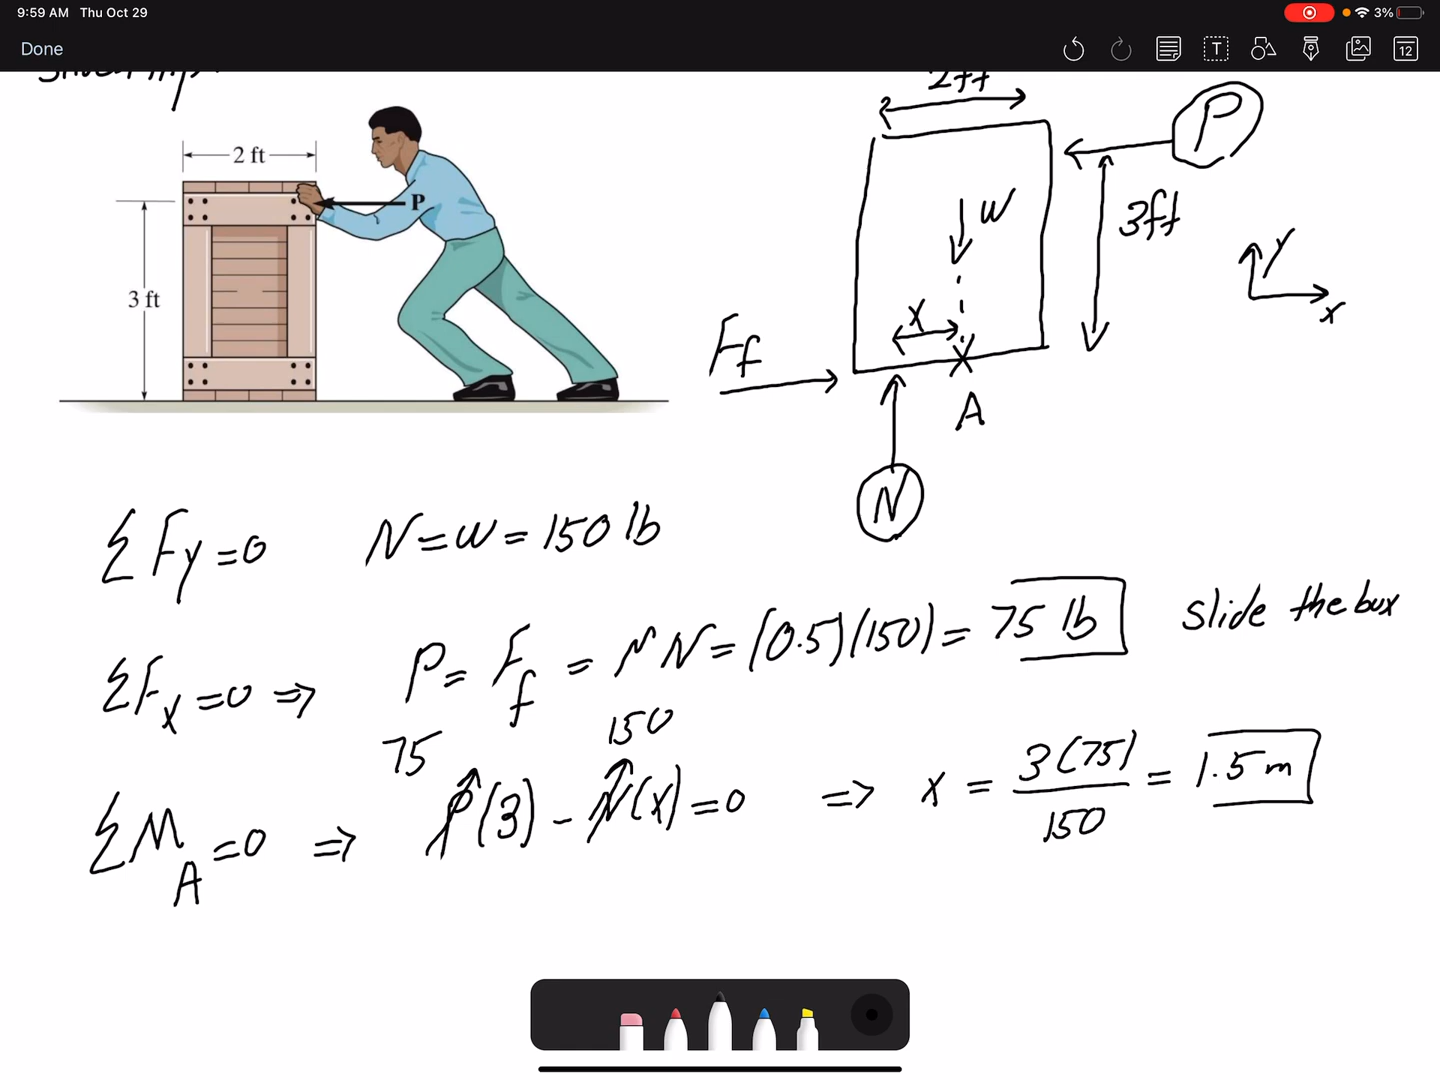 9:59 AM Thu Oct 29
3%
Done
T
12
2 ft
P
3 ft
2ft
P
W
3ft
Y
x
x
Ff
A
N
ΣFy=0 N=W=150 lb
ΣFx=0 ⇒ P=Ff=μN=(0.5)(150)=75 lb slide the box
75 150
ΣM_A=0 ⇒ P(3)-N(x)=0 ⇒ x = 3(75)/150 = 1.5 m